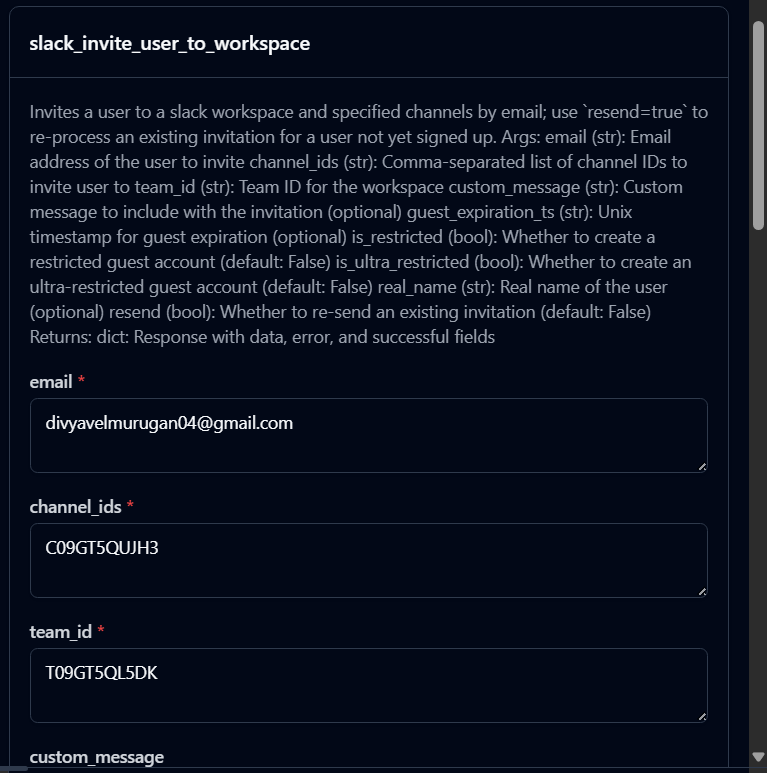 slack_invite_user_to_workspace
Invites a user to a slack workspace and specified channels by email; use `resend=true` to
re-process an existing invitation for a user not yet signed up. Args: email (str): Email
address of the user to invite channel_ids (str): Comma-separated list of channel IDs to
invite user to team_id (str): Team ID for the workspace custom_message (str): Custom
message to include with the invitation (optional) guest_expiration_ts (str): Unix
timestamp for guest expiration (optional) is_restricted (bool): Whether to create a
restricted guest account (default: False) is_ultra_restricted (bool): Whether to create an
ultra-restricted guest account (default: False) real_name (str): Real name of the user
(optional) resend (bool): Whether to re-send an existing invitation (default: False)
Returns: dict: Response with data, error, and successful fields
email *
divyavelmurugan04@gmail.com
channel_ids *
C09GT5QUJH3
team_id *
T09GT5QL5DK
custom_message